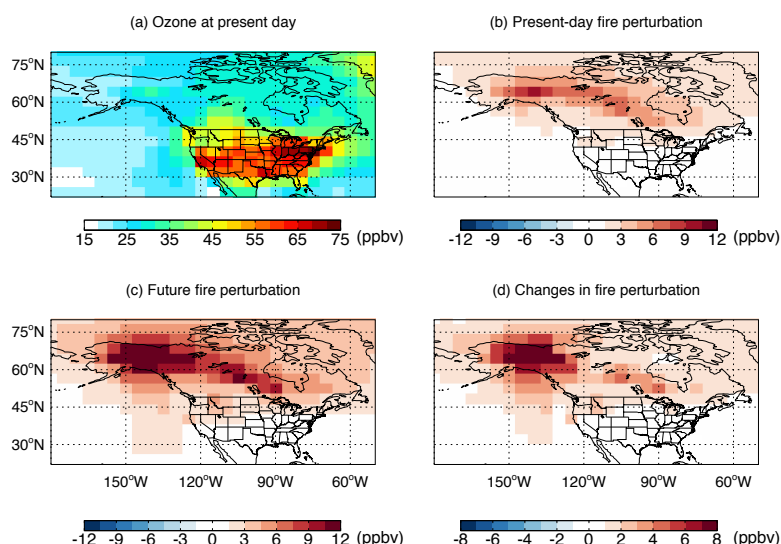 (a) Ozone at present day
(b) Present-day fire perturbation
75°N
60°N
45°N
30°N
15 25 35 45 55 65 75 (ppbv)
-12 -9 -6 -3 0 3 6 9 12 (ppbv)
(c) Future fire perturbation
(d) Changes in fire perturbation
75°N
60°N
45°N
30°N
150°W 120°W 90°W 60°W
150°W 120°W 90°W 60°W
-12 -9 -6 -3 0 3 6 9 12 (ppbv)
-8 -6 -4 -2 0 2 4 6 8 (ppbv)